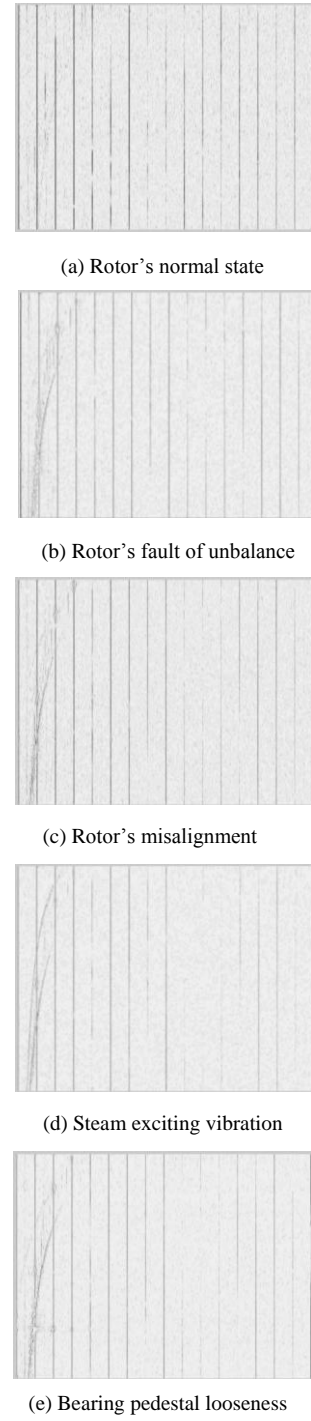 (a) Rotor’s normal state
(b) Rotor’s fault of unbalance
(c) Rotor’s misalignment
(d) Steam exciting vibration
(e) Bearing pedestal looseness